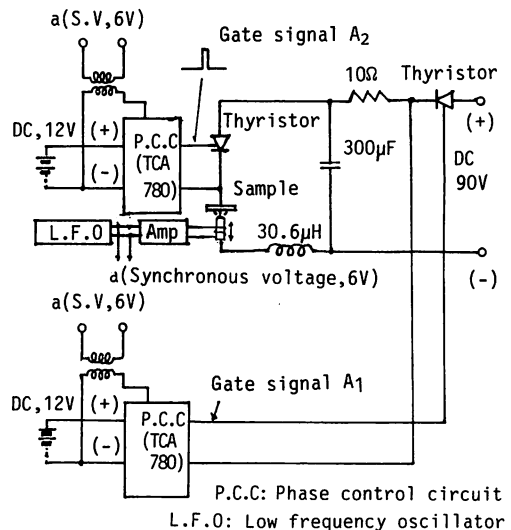 a(S.V,6V)
Gate signal A2
10Ω
Thyristor
DC,12V
(+)
(-)
P.C.C
(TCA
780)
Thyristor
300µF
(+)
DC
90V
Sample
L.F.O
Amp
30.6µH
(-)
d(Synchronous voltage,6V)
a(S.V,6V)
Gate signal A1
DC,12V
(+)
(-)
P.C.C
(TCA
780)
P.C.C: Phase control circuit
L.F.O: Low frequency oscillator